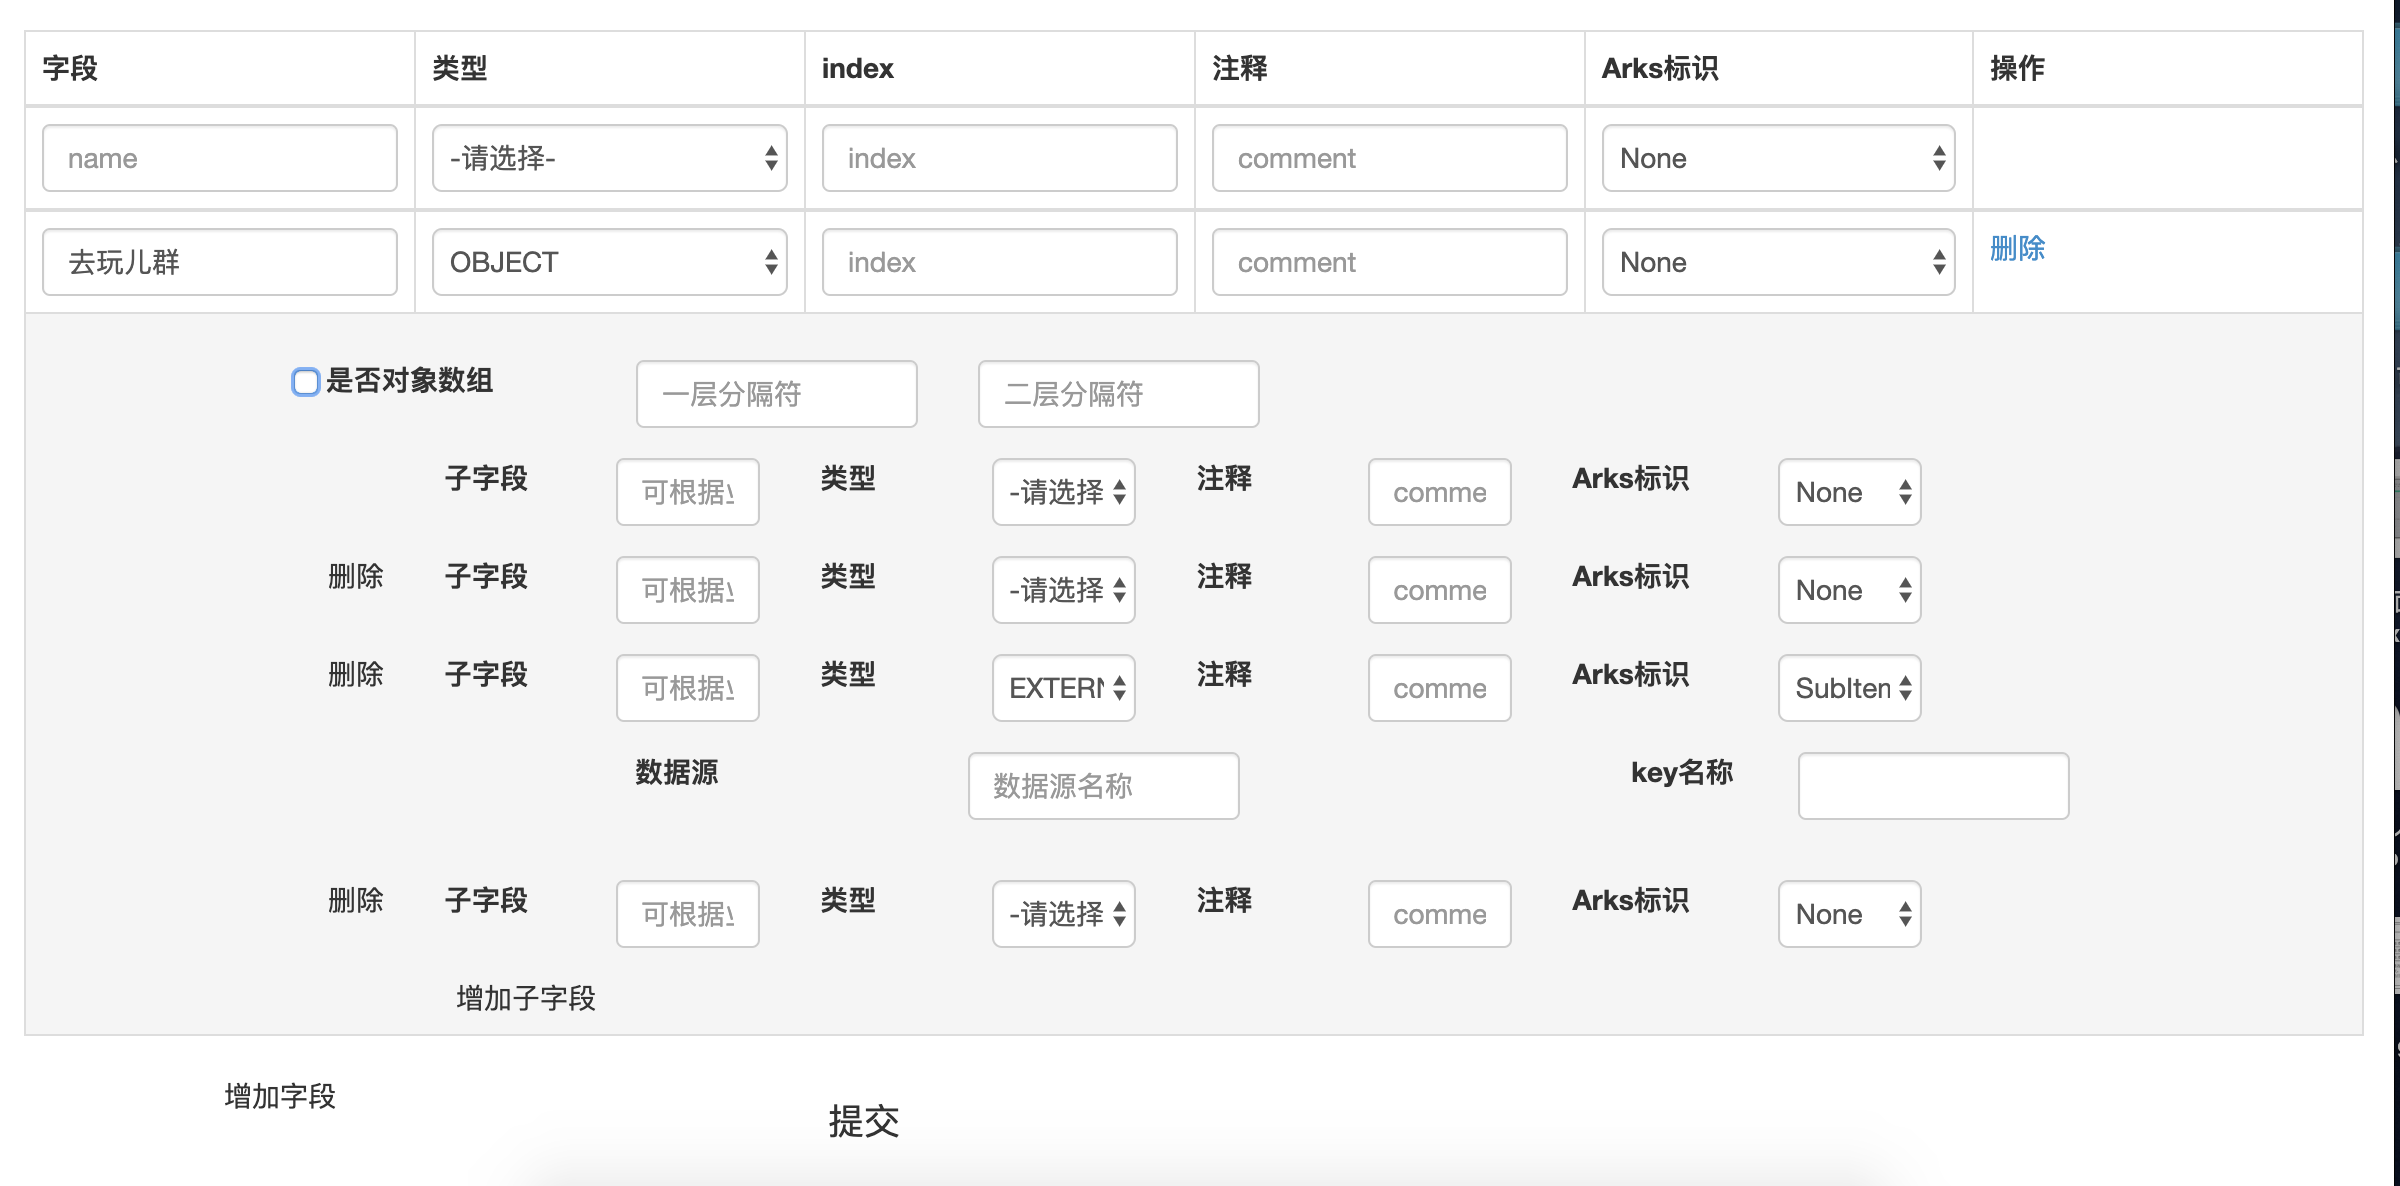 字段 类型 index 注释 Arks标识 操作
name -请选择- index comment None
去玩儿群 OBJECT index comment None 删除
是否对象数组 一层分隔符 二层分隔符
子字段 可根据 类型 -请选择 注释 comme Arks标识 None
删除 子字段 可根据 类型 -请选择 注释 comme Arks标识 None
删除 子字段 可根据 类型 EXTERN 注释 comme Arks标识 SubIten
数据源 数据源名称 key名称
删除 子字段 可根据 类型 -请选择 注释 comme Arks标识 None
增加子字段
增加字段
提交